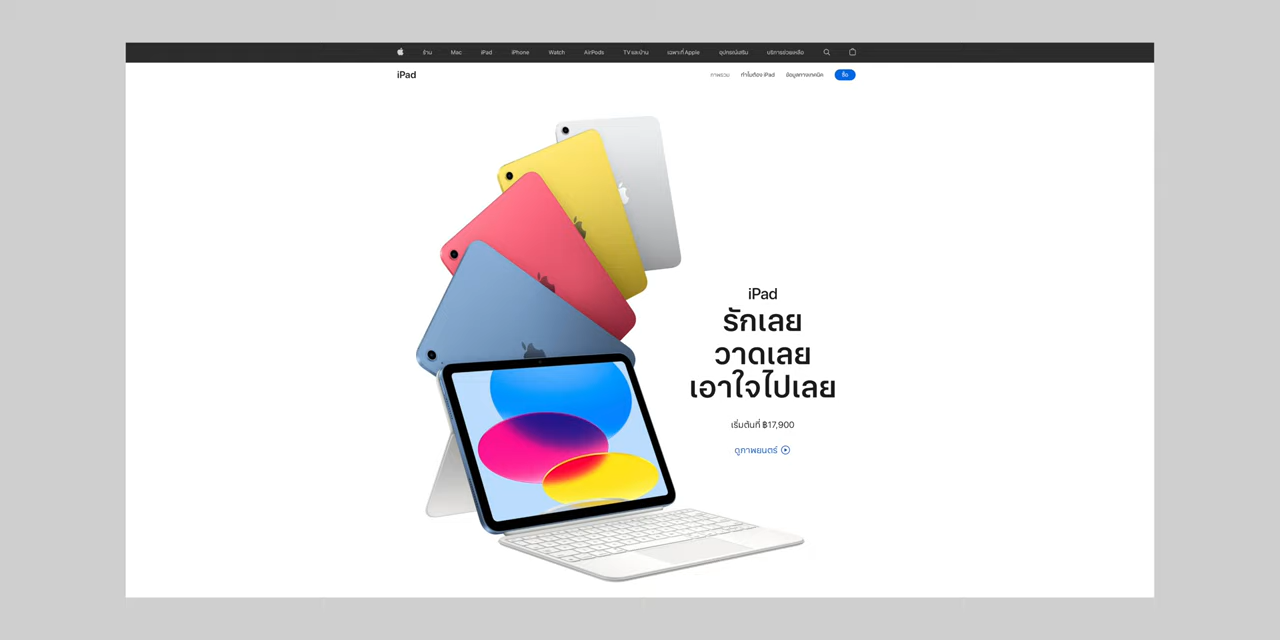 ร้าน Mac iPad iPhone Watch AirPods TV และบ้าน เฉพาะที่ Apple อุปกรณ์เสริม บริการช่วยเหลือ
iPad
ภาพรวม ทำไมต้อง iPad ข้อมูลทางเทคนิค ซื้อ
iPad
รักเลย
วาดเลย
เอาใจไปเลย
เริ่มต้นที่ ฿17,900
ดูภาพยนตร์